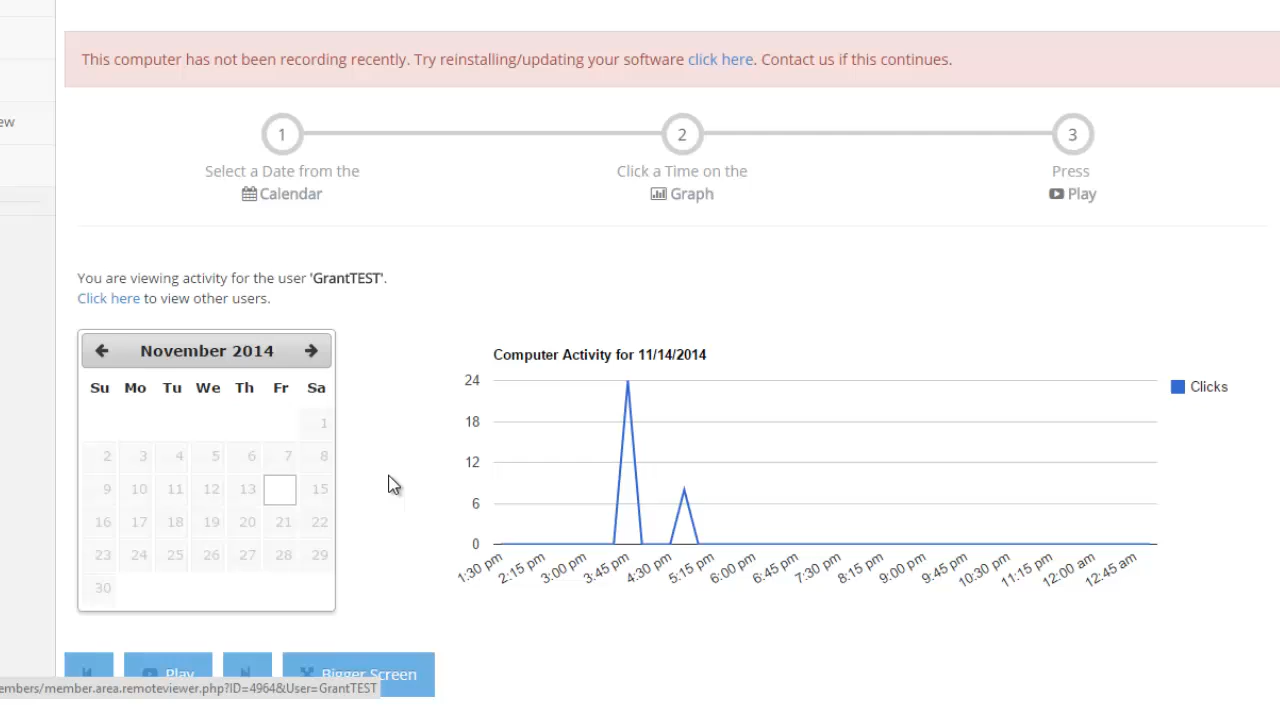 This computer has not been recording recently. Try reinstalling/updating your software click here. Contact us if this continues.
ew
1 2 3
Select a Date from the Click a Time on the Press
Calendar Graph Play
You are viewing activity for the user 'GrantTEST'.
Click here to view other users.
November 2014
Su Mo Tu We Th Fr Sa
1
2 3 4 5 6 7 8
9 10 11 12 13 15
16 17 18 19 20 21 22
23 24 25 26 27 28 29
30
Computer Activity for 11/14/2014
24
18
12
6
0
Clicks
1:30 pm 2:15 pm 3:00 pm 3:45 pm 4:30 pm 5:15 pm 6:00 pm 6:45 pm 7:30 pm 8:15 pm 9:00 pm 9:45 pm 10:30 pm 11:15 pm 12:00 am 12:45 am
Play Bigger Screen
embers/member.area.remoteviewer.php?ID=4964&User=GrantTEST